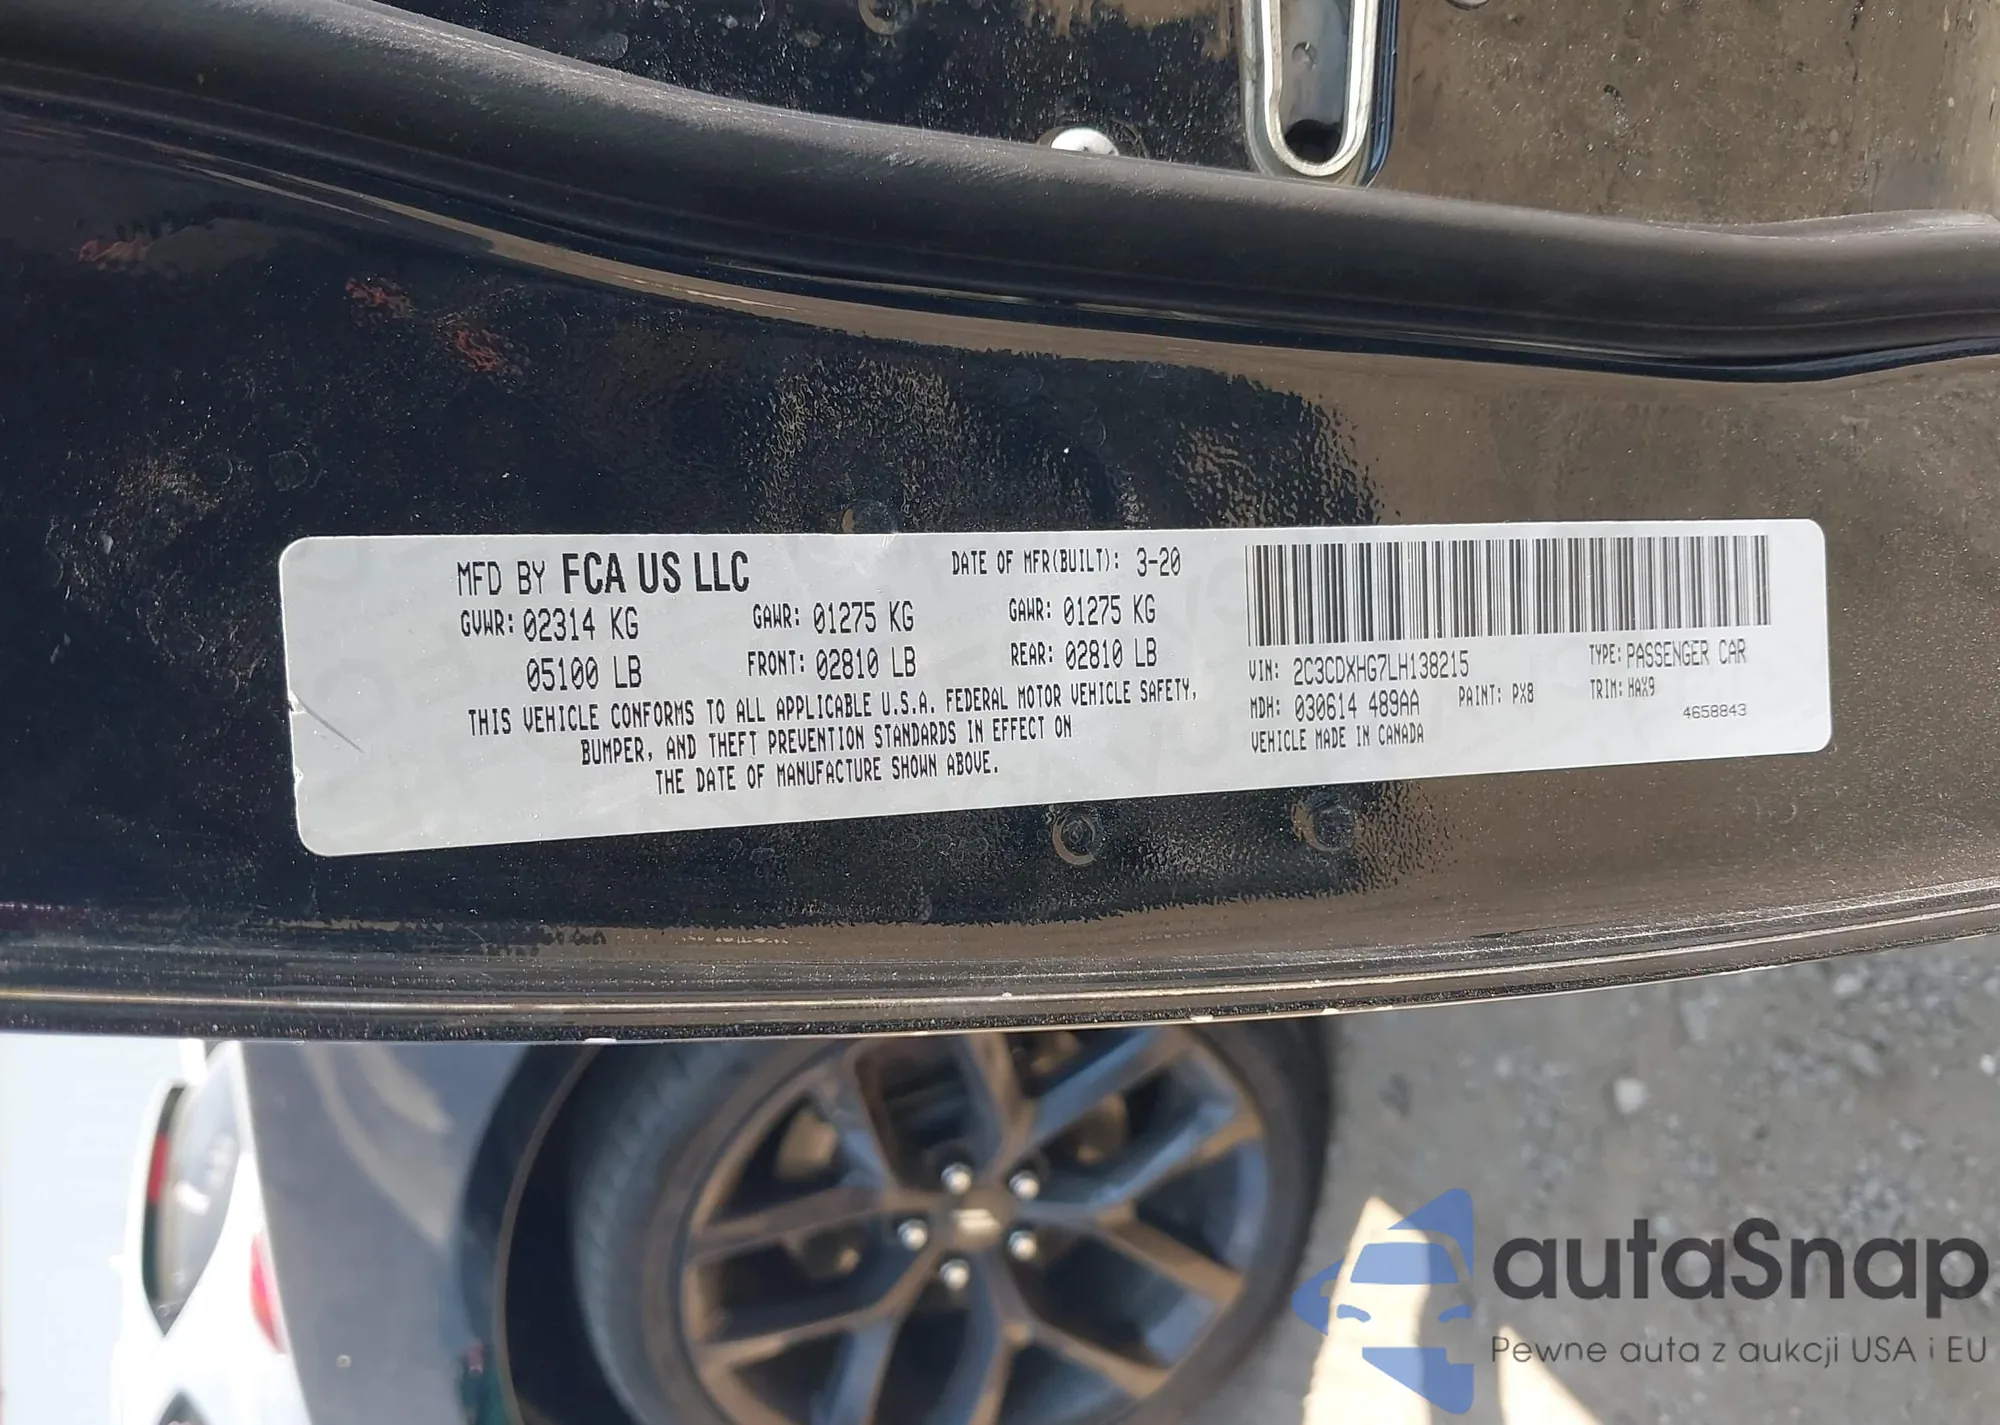 MFD BY FCA US LLC
DATE OF MFR(BUILT): 3-20
GVWR: 02314 KG GAWR: 01275 KG GAWR: 01275 KG
05100 LB FRONT: 02810 LB REAR: 02810 LB
THIS VEHICLE CONFORMS TO ALL APPLICABLE U.S.A. FEDERAL MOTOR VEHICLE SAFETY,
BUMPER, AND THEFT PREVENTION STANDARDS IN EFFECT ON
THE DATE OF MANUFACTURE SHOWN ABOVE.
VIN: 2C3CDXHG7LH138215 TYPE: PASSENGER CAR
MDH: 030614 489AA PAINT: PX8 TRIM: HAX9
VEHICLE MADE IN CANADA 4658843
autaSnap
Pewne auta z aukcji USA i EU